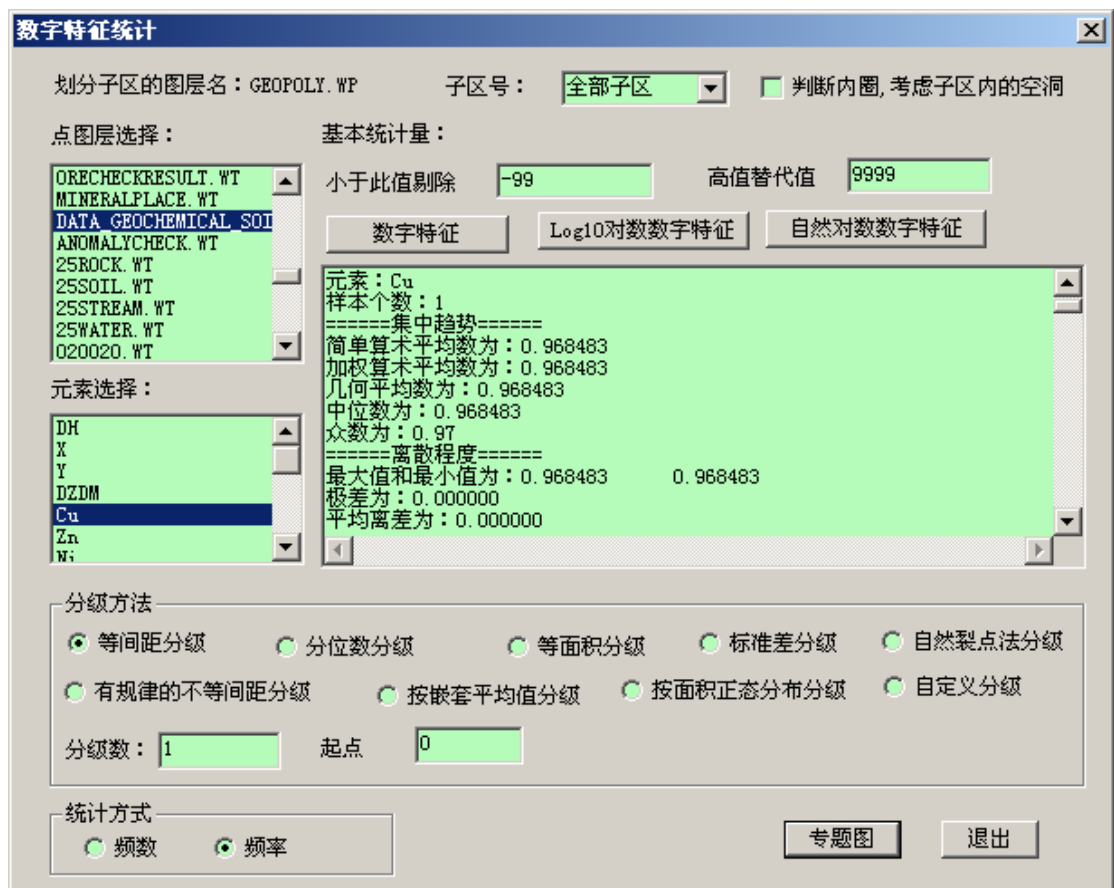 数字特征统计
划分子区的图层名：GEOPOLY.WP
子区号：
全部子区
判断内圈,考虑子区内的空洞
点图层选择：
ORECHECKRESULT.WT
MINERALPLACE.WT
DATA_GEOCHEMICAL_SOI
ANOMALYCHECK.WT
25ROCK.WT
25SOIL.WT
25STREAM.WT
25WATER.WT
020020.WT
元素选择：
DH
X
Y
DZDM
Cu
Zn
Ni
基本统计量：
小于此值剔除
-99
高值替代值
9999
数字特征
Log10对数数字特征
自然对数数字特征
元素：Cu
样本个数：1
======集中趋势======
简单算术平均数为：0.968483
加权算术平均数为：0.968483
几何平均数为：0.968483
中位数为：0.968483
众数为：0.97
======离散程度======
最大值和最小值为：0.968483 0.968483
极差为：0.000000
平均离差为：0.000000
分级方法
等间距分级
分位数分级
等面积分级
标准差分级
自然裂点法分级
有规律的不等间距分级
按嵌套平均值分级
按面积正态分布分级
自定义分级
分级数：
1
起点
0
统计方式
频数
频率
专题图
退出